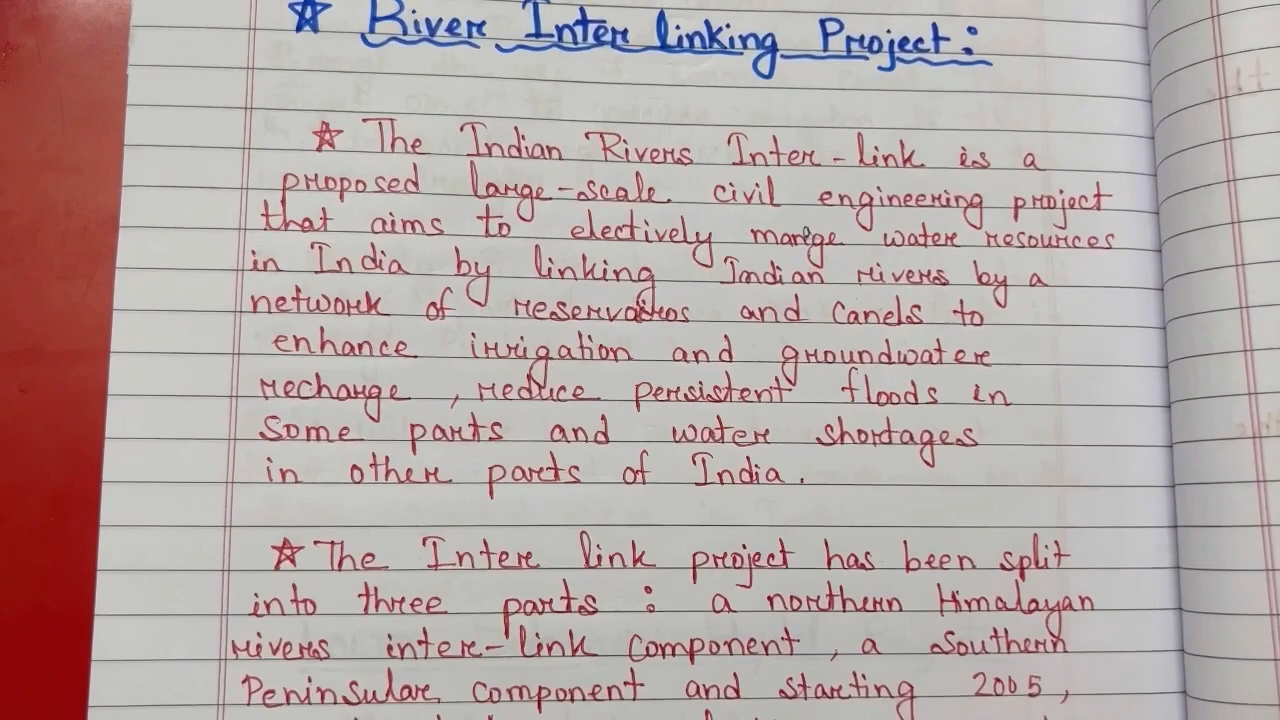 ☆ River Inter linking Project:
☆ The Indian Rivers Inter-link is a
proposed large-scale civil engineering project
that aims to electively manege water resources
in India by linking Indian rivers by a
network of and canels to
enhance irrigation and groundwater
recharge, reduce persistent floods in
Some parts and water shortages
in other parts of India.
☆ The Inter link project has been split
into three parts : a northern Himalayan
rivers inter-link component, a Southern
Peninsular component and starting 2005,